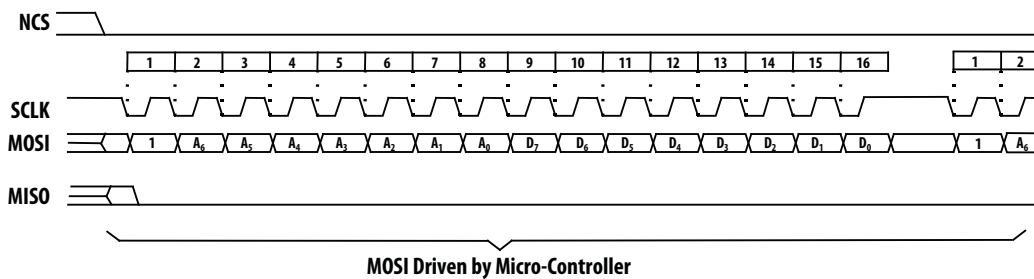 NCS
1 2 3 4 5 6 7 8 9 10 11 12 13 14 15 16 1 2
SCLK
MOSI 1 A₆ A₅ A₄ A₃ A₂ A₁ A₀ D₇ D₆ D₅ D₄ D₃ D₂ D₁ D₀ 1 A₆
MISO
MOSI Driven by Micro-Controller